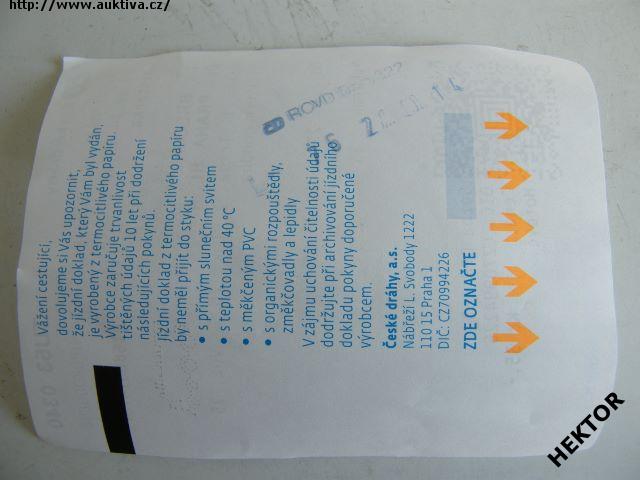 http://www.auktiva.cz/
Vážení cestující,
dovolujeme si Vás upozornit,
že jízdní doklad, který Vám byl vydán,
je vyrobený z termocitlivého papíru.
Výrobce zaručuje trvanlivost
tištěných údajů 10 let při dodržení
následujících pokynů.
Jízdní doklad z termocitlivého papíru
by neměl přijít do styku:
• s přímým slunečním svitem
• s teplotou nad 40 °C
• s měkčeným PVC
• s organickými rozpouštědly,
změkčovadly a lepidly
V zájmu uchování čitelnosti údajů
dodržujte při archivování jízdního
dokladu pokyny doporučené
výrobcem.
České dráhy, a.s.
Nábřeží L. Svobody 1222
110 15 Praha 1
DIČ: CZ70994226
ZDE OZNAČTE
HEKTOR